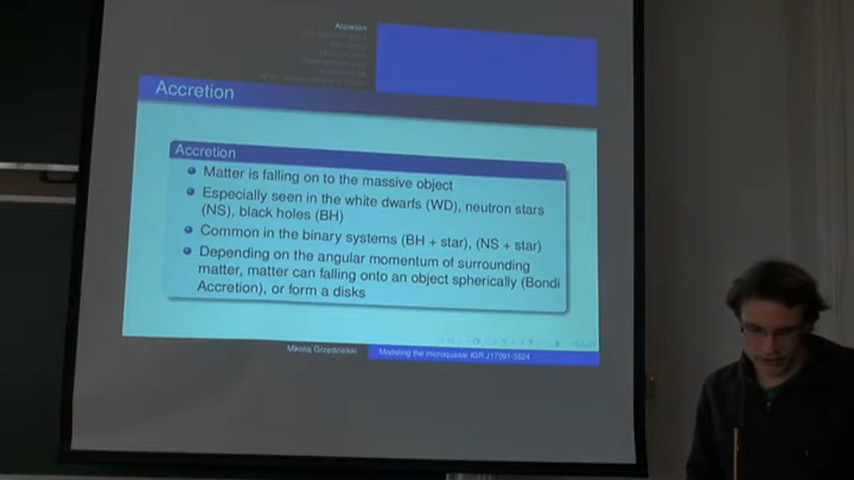 Accretion
Accretion
Accretion
Matter is falling on to the massive object
Especially seen in the white dwarfs (WD), neutron stars
(NS), black holes (BH)
Common in the binary systems (BH + star), (NS + star)
Depending on the angular momentum of surrounding
matter, matter can falling onto an object spherically (Bondi
Accretion), or form a disks
Mikołaj Grzędzielski
Modeling the microquasar IGR J17091-3624